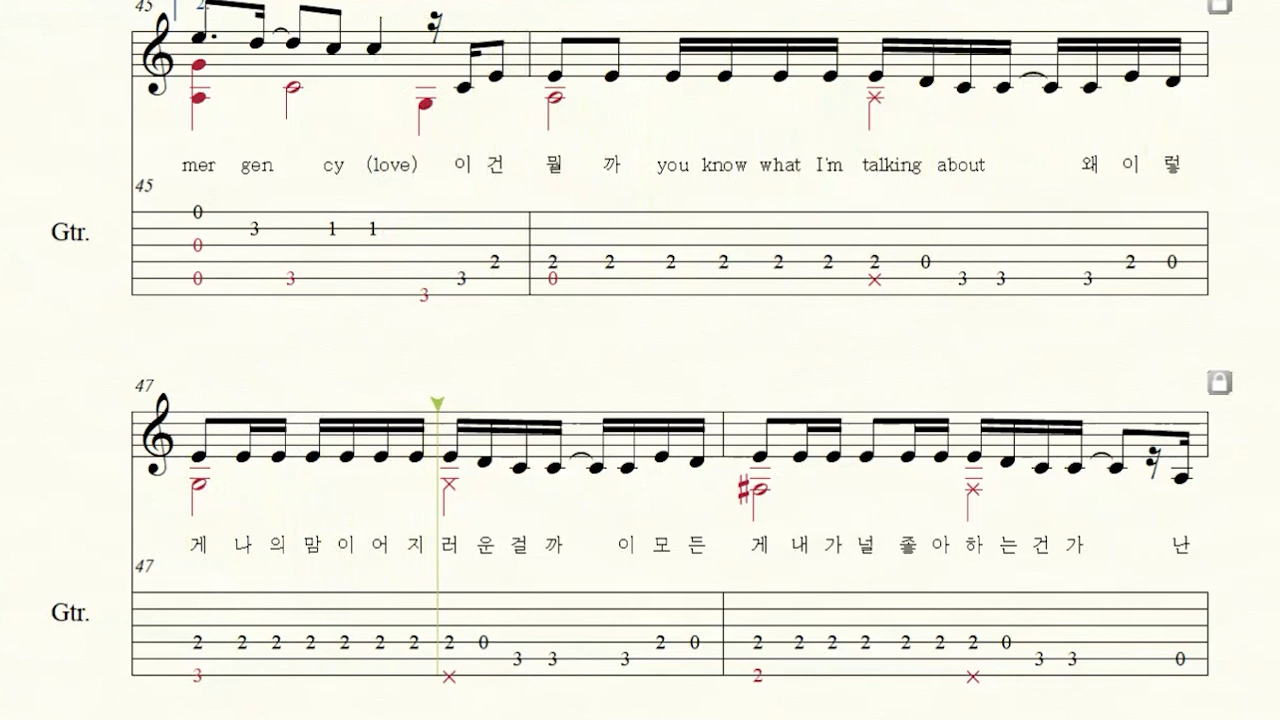 45 2.
mer gen cy (love) 이 건 뭘 까 you know what I'm talking about 왜 이 렇
45
Gtr.
0 3 1 1
0
0 3 3 3 2
2 2 2 2 2 2 2 0 3 3 3 2 0
0
47
게 나 의 맘 이 어 지 러 운 걸 까 이 모 든 게 내 가 널 좋 아 하 는 건 가 난
47
Gtr.
2 2 2 2 2 2 2 2 0 3 3 3 2 0 2 2 2 2 2 2 2 0 3 3 0
3 2